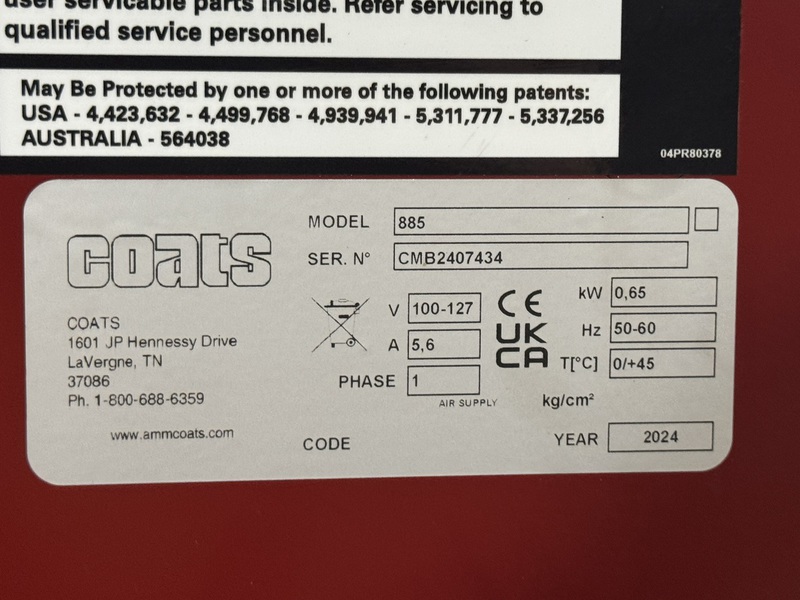 user servicable parts inside. Refer servicing to
qualified service personnel.
May Be Protected by one or more of the following patents:
USA - 4,423,632 - 4,499,768 - 4,939,941 - 5,311,777 - 5,337,256
AUSTRALIA - 564038
04PR80378
coats
COATS
1601 JP Hennessy Drive
LaVergne, TN
37086
Ph. 1-800-688-6359
www.ammcoats.com
MODEL 885
SER. N° CMB2407434
V 100-127
A 5,6
PHASE 1
CE
UK
CA
kW 0,65
Hz 50-60
T[°C] 0/+45
AIR SUPPLY kg/cm²
CODE
YEAR 2024